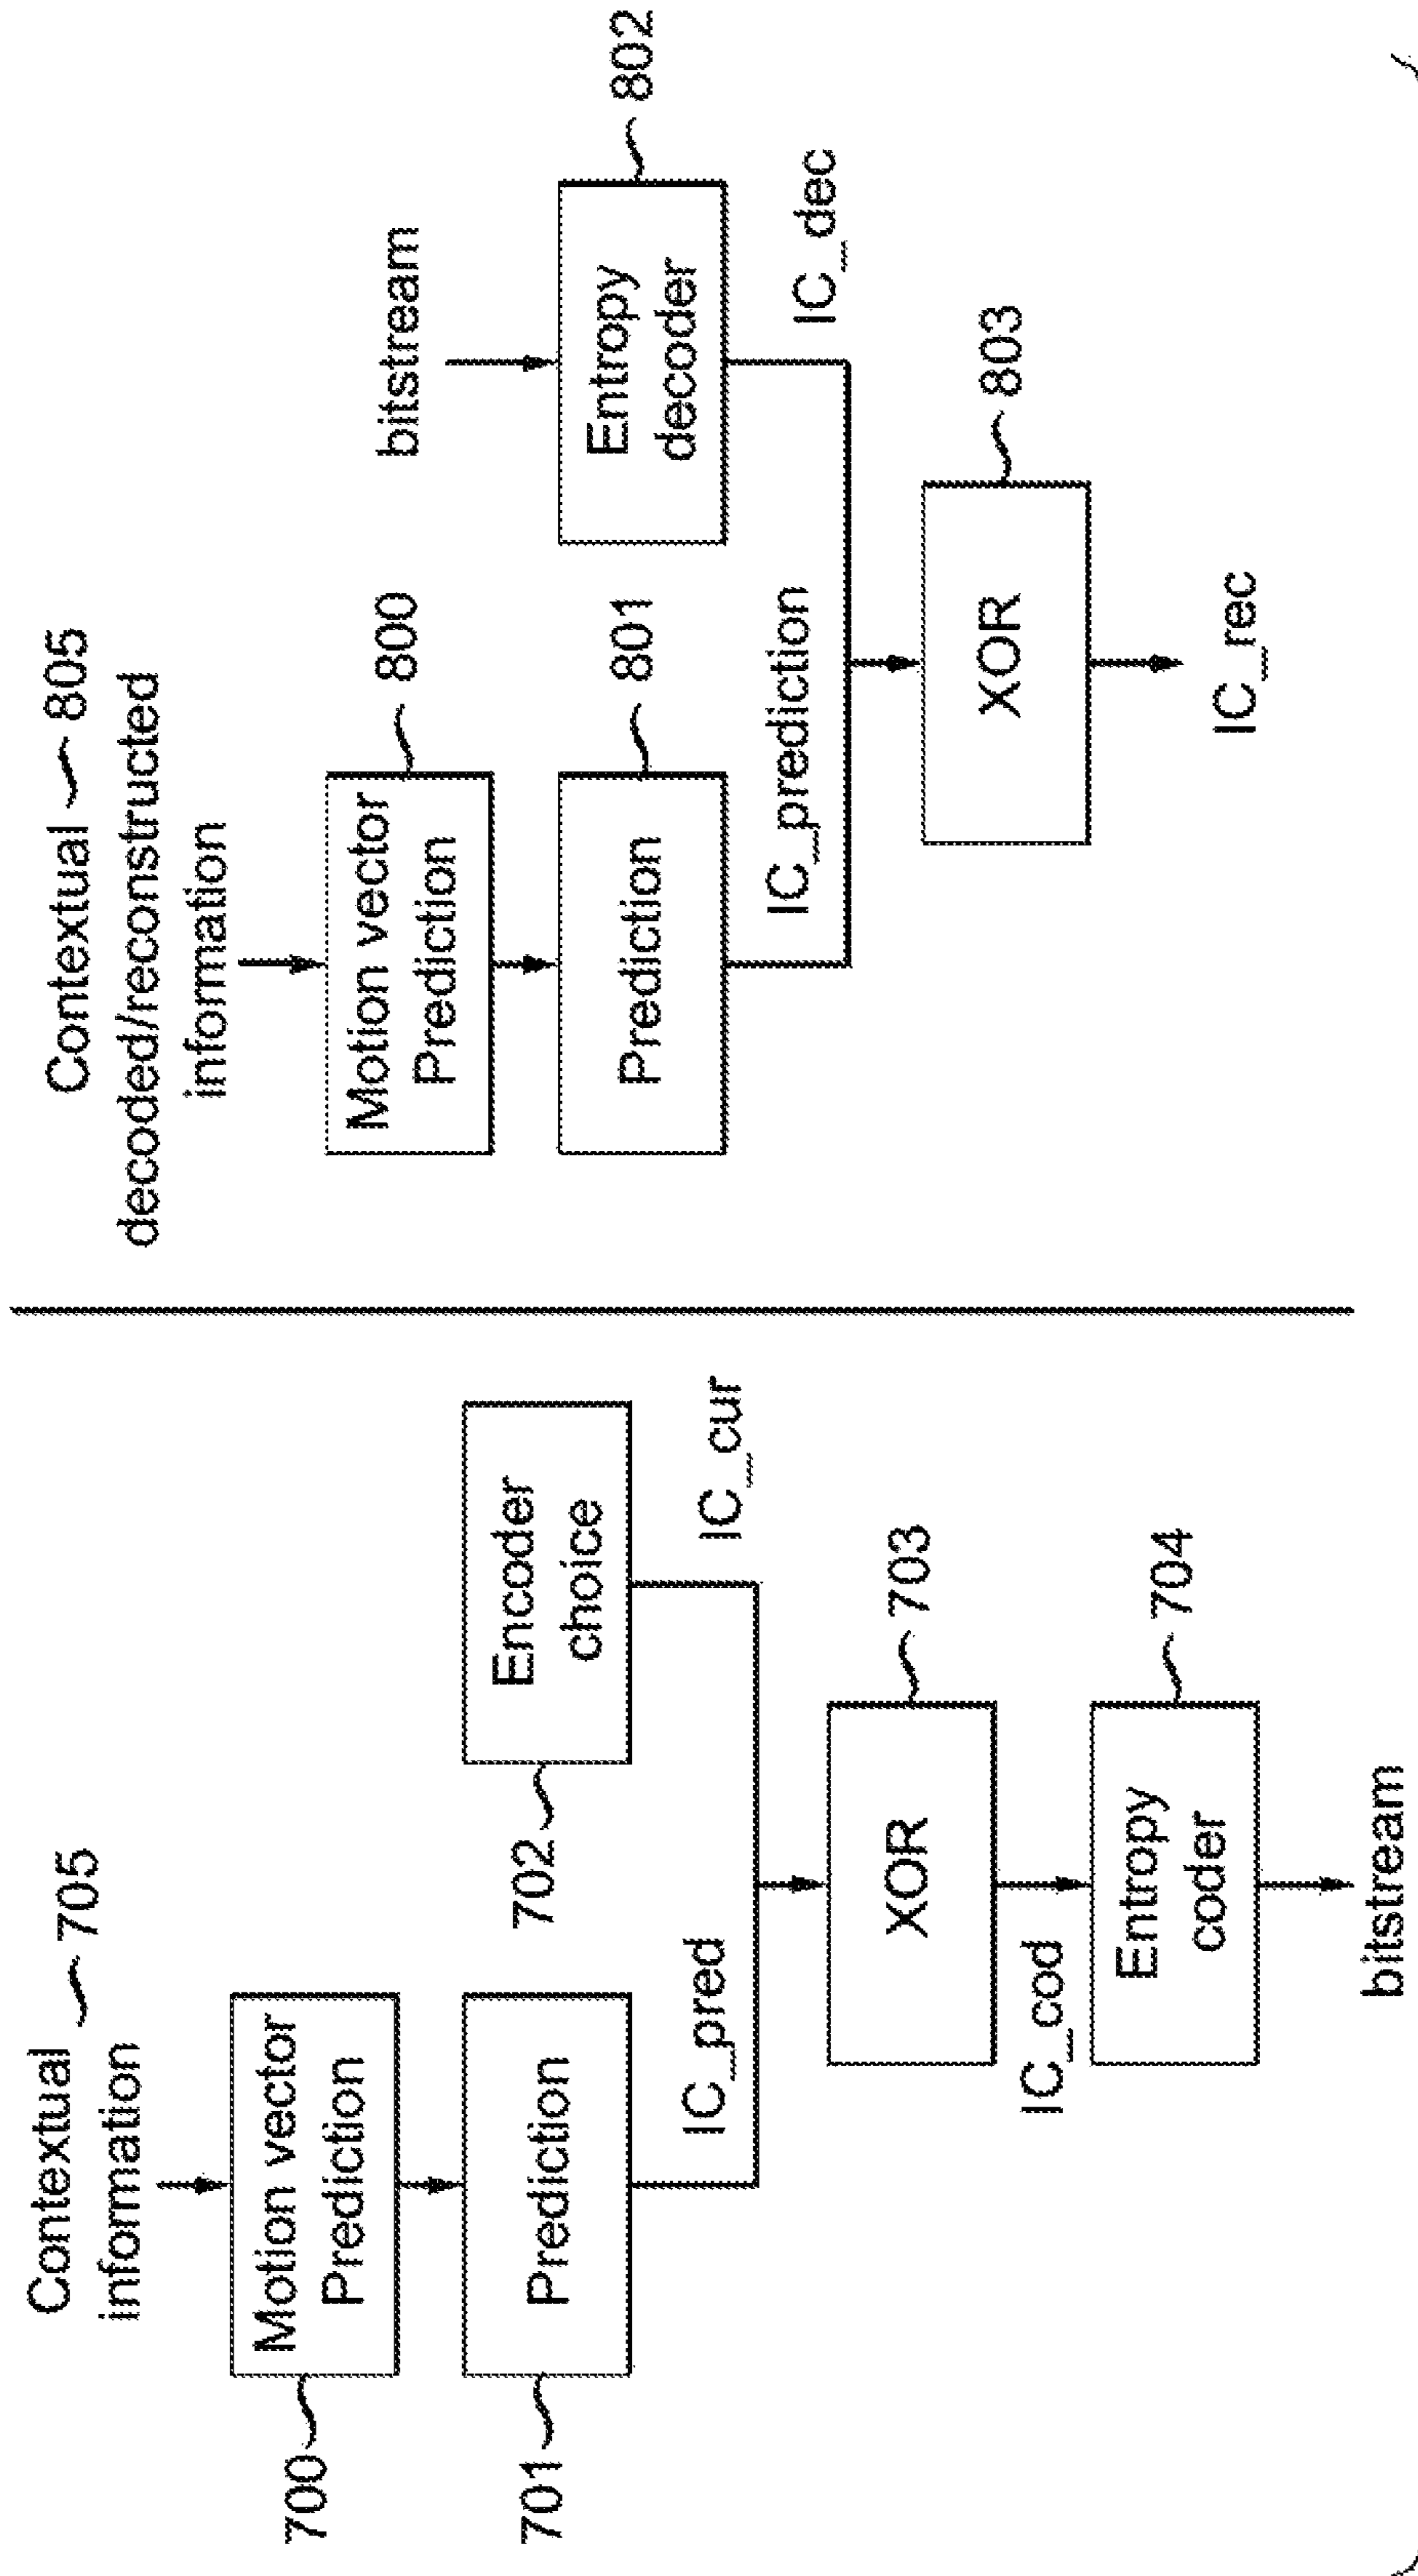 Contextual 705
information
Motion vector
Prediction
700
Prediction
701
Encoder
choice
702
IC_pred
IC_cur
XOR
703
IC_cod
Entropy
coder
704
bitstream
Contextual 805
decoded/reconstructed
information
Motion vector
Prediction
800
bitstream
Prediction
801
Entropy
decoder
802
IC_prediction
IC_dec
XOR
803
IC_rec